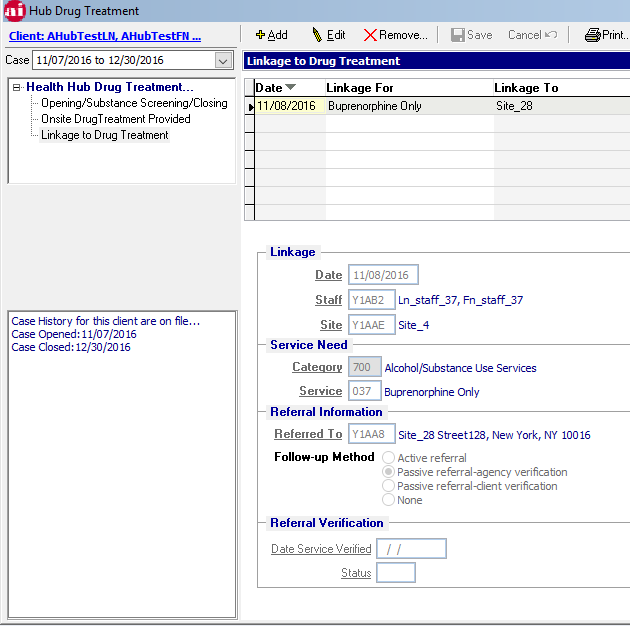 ai Hub Drug Treatment
Client: AHubTestLN, AHubTestFN ...
Add Edit Remove... Save Cancel Print..
Case 11/07/2016 to 12/30/2016
Health Hub Drug Treatment...
Opening/Substance Screening/Closing
Onsite DrugTreatment Provided
Linkage to Drug Treatment
Case History for this client are on file...
Case Opened:11/07/2016
Case Closed:12/30/2016
Linkage to Drug Treatment
Date Linkage For Linkage To
11/08/2016 Buprenorphine Only Site_28
Linkage
Date 11/08/2016
Staff Y1AB2 Ln_staff_37, Fn_staff_37
Site Y1AAE Site_4
Service Need
Category 700 Alcohol/Substance Use Services
Service 037 Buprenorphine Only
Referral Information
Referred To Y1AA8 Site_28 Street128, New York, NY 10016
Follow-up Method Active referral
Passive referral-agency verification
Passive referral-client verification
None
Referral Verification
Date Service Verified / /
Status